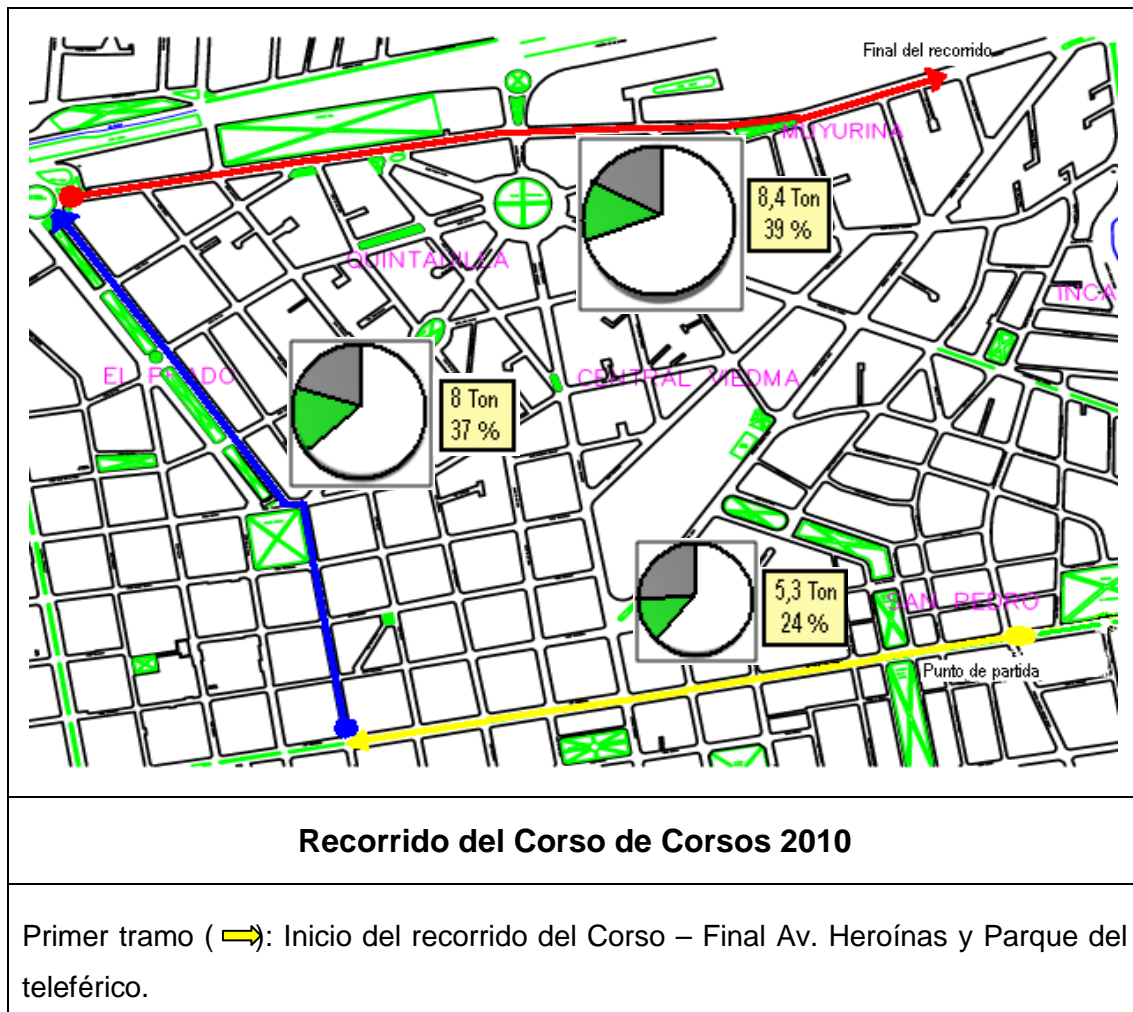 Final del recorrido
MUYURINA
8,4 Ton
39 %
QUINTANILLA
INCA
EL PRADO
CENTRAL VIEDMA
8 Ton
37 %
5,3 Ton
24 %
SAN PEDRO
Punto de partida
Recorrido del Corso de Corsos 2010
Primer tramo ( ): Inicio del recorrido del Corso – Final Av. Heroínas y Parque del
teleférico.